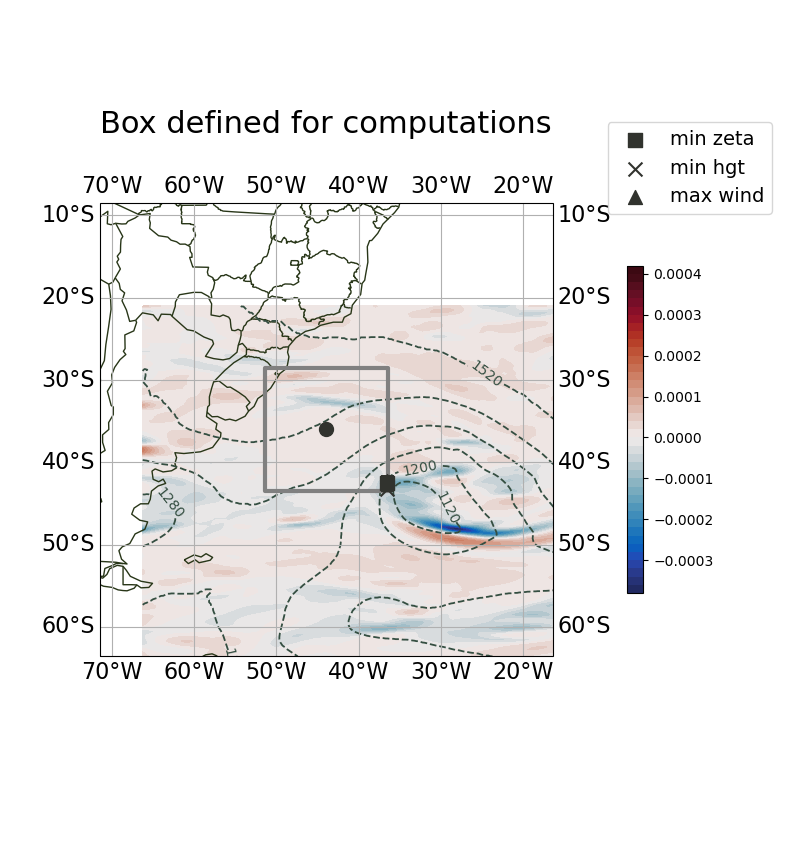 Box defined for computations
min zeta
min hgt
max wind
70°W 60°W 50°W 40°W 30°W 20°W
10°S 10°S
20°S 20°S
30°S 30°S
40°S 40°S
50°S 50°S
60°S 60°S
70°W 60°W 50°W 40°W 30°W 20°W
1520
1200
1120
1280
0.0004
0.0003
0.0002
0.0001
0.0000
−0.0001
−0.0002
−0.0003